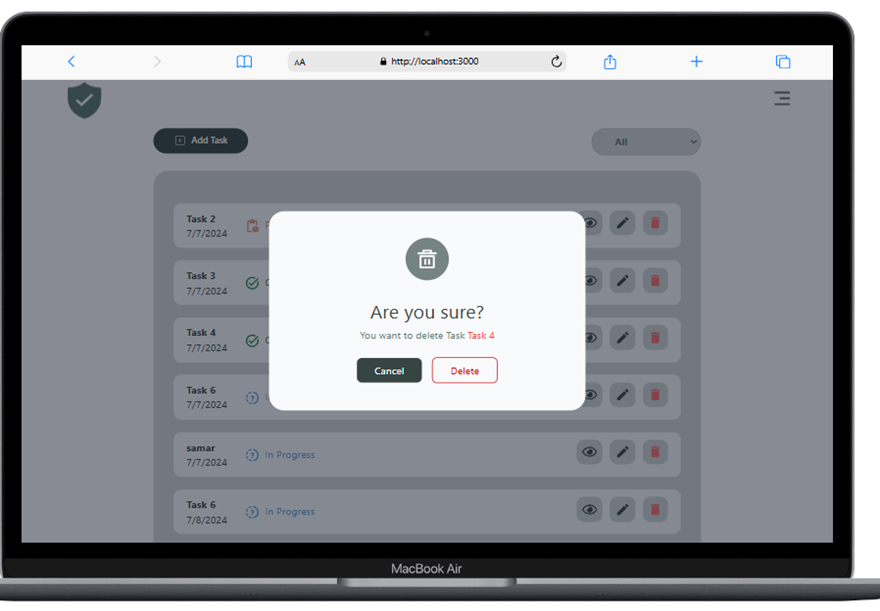 AA
http://localhost:3000
Add Task
All
Task 2
7/7/2024
Task 3
7/7/2024
Task 4
7/7/2024
Task 6
7/7/2024
samar
7/7/2024
In Progress
Task 6
7/8/2024
In Progress
Are you sure?
You want to delete Task Task 4
Cancel
Delete
MacBook Air